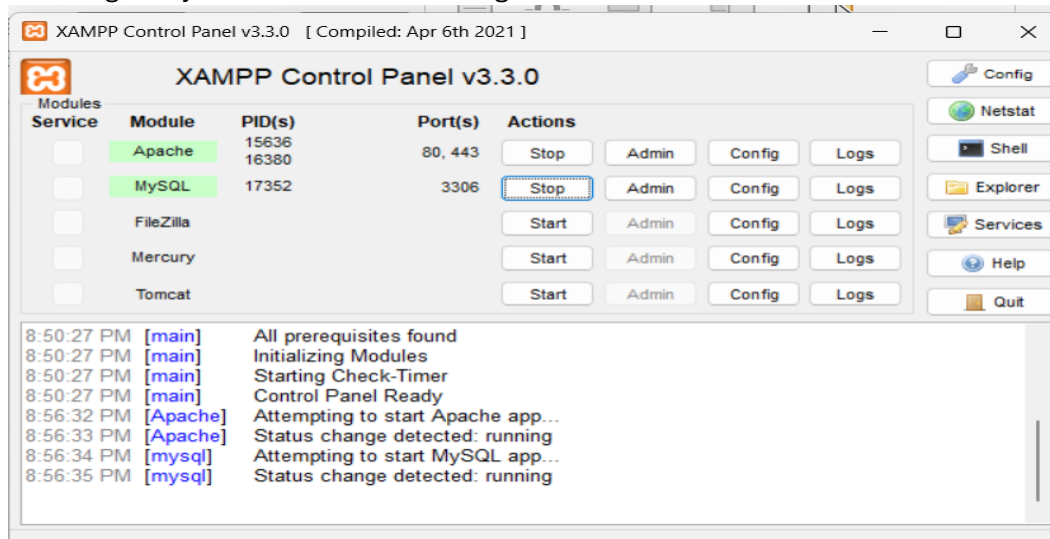 XAMPP Control Panel v3.3.0 [ Compiled: Apr 6th 2021 ]
XAMPP Control Panel v3.3.0
Config
Modules
Service Module PID(s) Port(s) Actions
Netstat
Apache 15636 16380 80, 443 Stop Admin Config Logs
Shell
MySQL 17352 3306 Stop Admin Config Logs
Explorer
FileZilla Start Admin Config Logs
Services
Mercury Start Admin Config Logs
Help
Tomcat Start Admin Config Logs
Quit
8:50:27 PM [main] All prerequisites found
8:50:27 PM [main] Initializing Modules
8:50:27 PM [main] Starting Check-Timer
8:50:27 PM [main] Control Panel Ready
8:56:32 PM [Apache] Attempting to start Apache app...
8:56:33 PM [Apache] Status change detected: running
8:56:34 PM [mysql] Attempting to start MySQL app...
8:56:35 PM [mysql] Status change detected: running